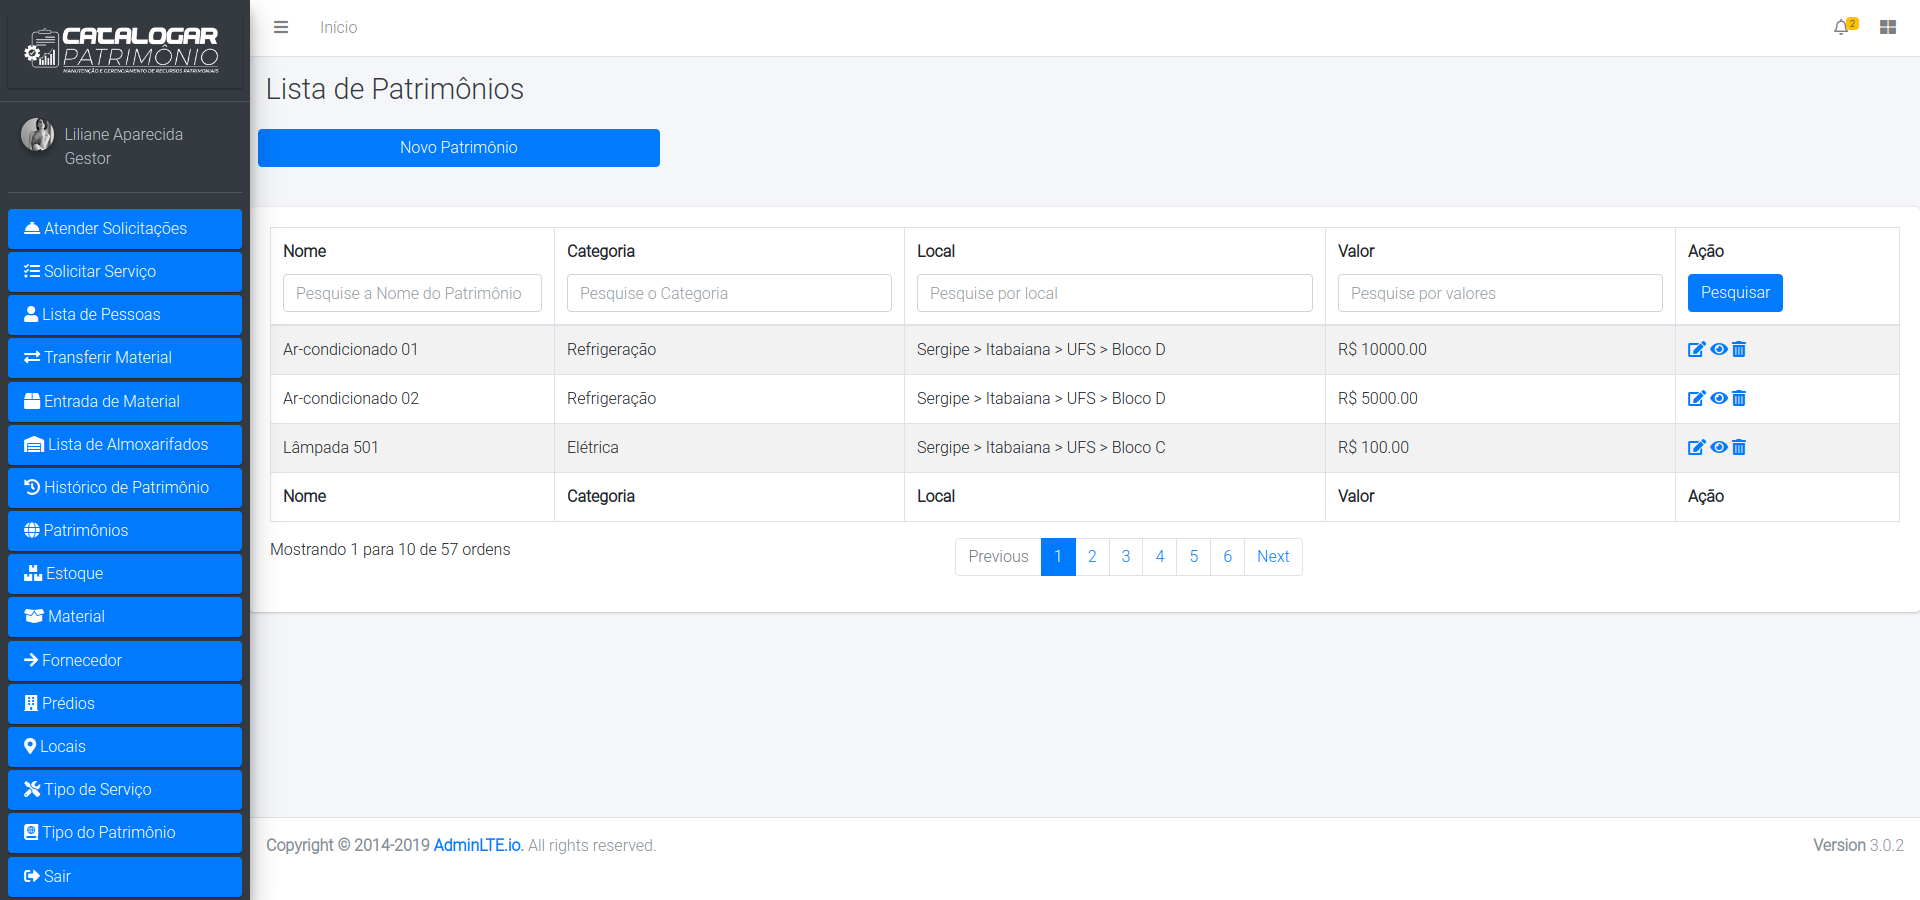 CATALOGAR
PATRIMÔNIO
MANUTENÇÃO E GERENCIAMENTO DE RECURSOS PATRIMONIAIS
Liliane Aparecida
Gestor
Atender Solicitações
Solicitar Serviço
Lista de Pessoas
Transferir Material
Entrada de Material
Lista de Almoxarifados
Histórico de Patrimônio
Patrimônios
Estoque
Material
Fornecedor
Prédios
Locais
Tipo de Serviço
Tipo do Patrimônio
Sair
Início
2
Lista de Patrimônios
Novo Patrimônio
Nome Categoria Local Valor Ação
Pesquise a Nome do Patrimônio Pesquise o Categoria Pesquise por local Pesquise por valores Pesquisar
Ar-condicionado 01 Refrigeração Sergipe > Itabaiana > UFS > Bloco D R$ 10000.00
Ar-condicionado 02 Refrigeração Sergipe > Itabaiana > UFS > Bloco D R$ 5000.00
Lâmpada 501 Elétrica Sergipe > Itabaiana > UFS > Bloco C R$ 100.00
Nome Categoria Local Valor Ação
Mostrando 1 para 10 de 57 ordens
Previous 1 2 3 4 5 6 Next
Copyright © 2014-2019 AdminLTE.io. All rights reserved.
Version 3.0.2